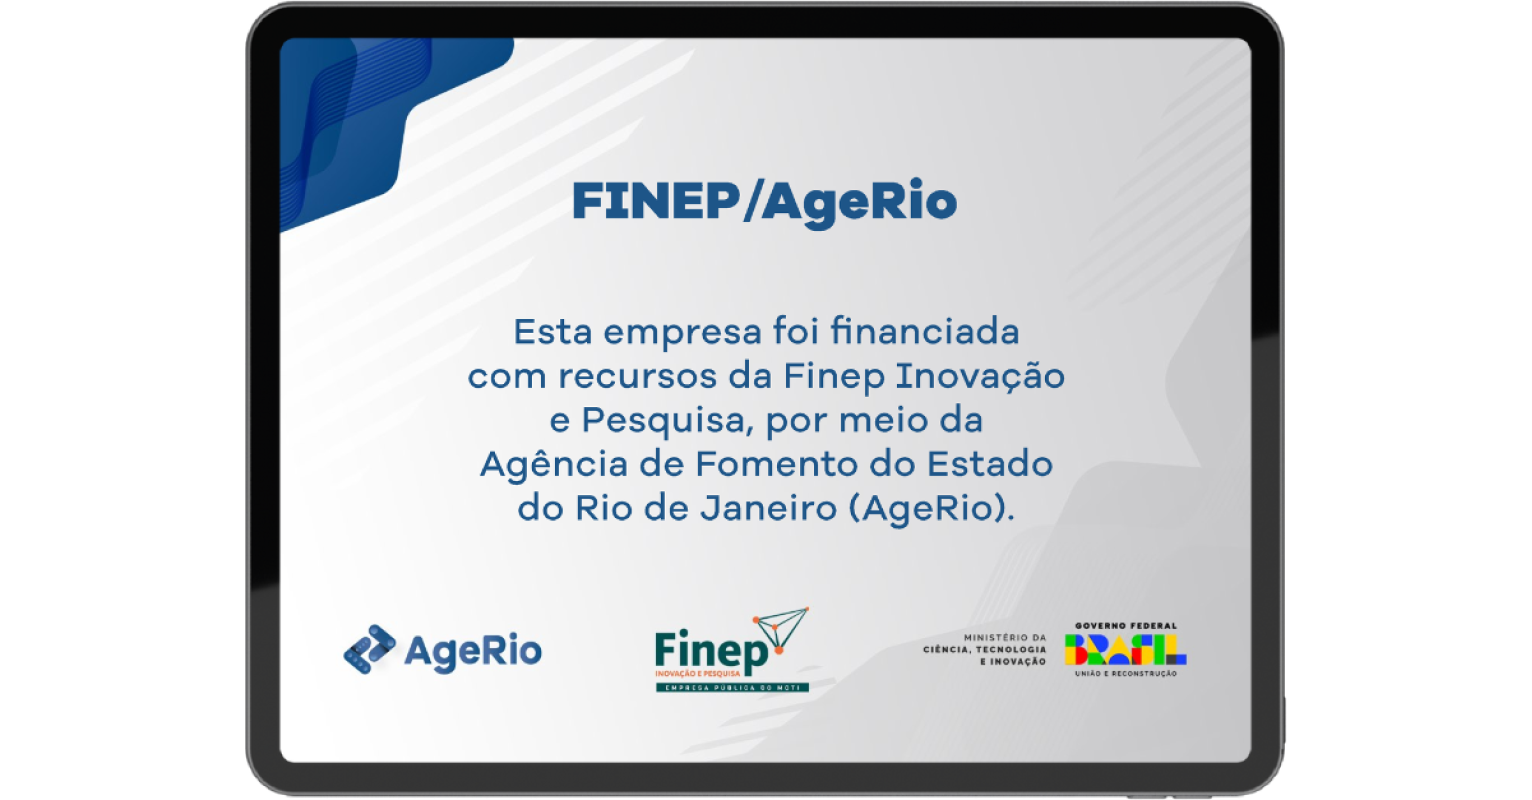 FINEP/AgeRio
Esta empresa foi financiada
com recursos da Finep Inovação
e Pesquisa, por meio da
Agência de Fomento do Estado
do Rio de Janeiro (AgeRio).
AgeRio
Finep
INOVAÇÃO E PESQUISA
EMPRESA PÚBLICA DO MCTI
MINISTÉRIO DA
CIÊNCIA, TECNOLOGIA
E INOVAÇÃO
GOVERNO FEDERAL
BRASIL
UNIÃO E RECONSTRUÇÃO